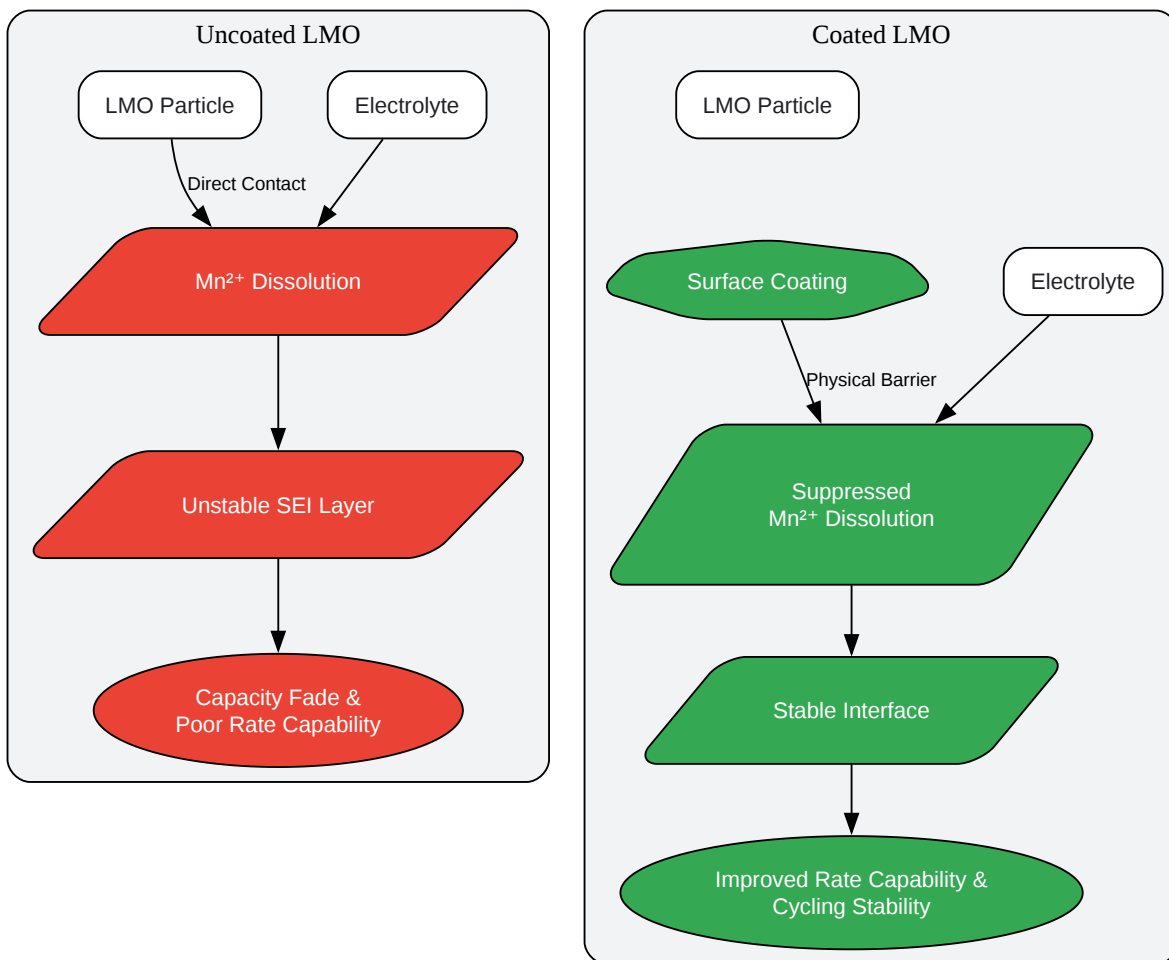 Uncoated LMO
LMO Particle
Electrolyte
Direct Contact
Mn²⁺ Dissolution
Unstable SEI Layer
Capacity Fade &
Poor Rate Capability
Coated LMO
LMO Particle
Surface Coating
Electrolyte
Physical Barrier
Suppressed
Mn²⁺ Dissolution
Stable Interface
Improved Rate Capability &
Cycling Stability